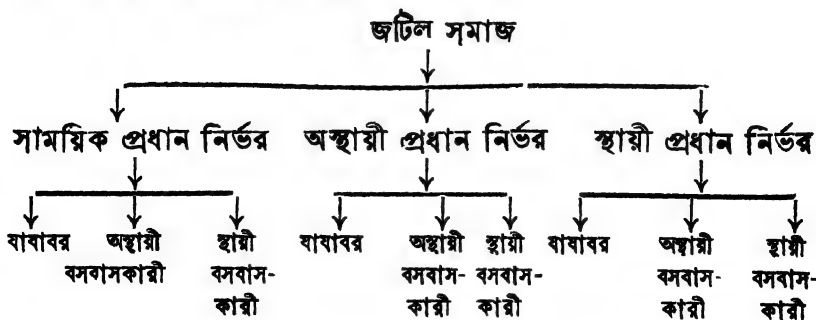 জটিল সমাজ
সাময়িক প্রধান নির্ভর অস্থায়ী প্রধান নির্ভর স্থায়ী প্রধান নির্ভর
যাযাবর অস্থায়ী স্থায়ী যাযাবর অস্থায়ী স্থায়ী যাযাবর অস্থায়ী স্থায়ী
বসবাসকারী বসবাস- বসবাস- বসবাস- বসবাস- বসবাস-
কারী কারী কারী কারী কারী